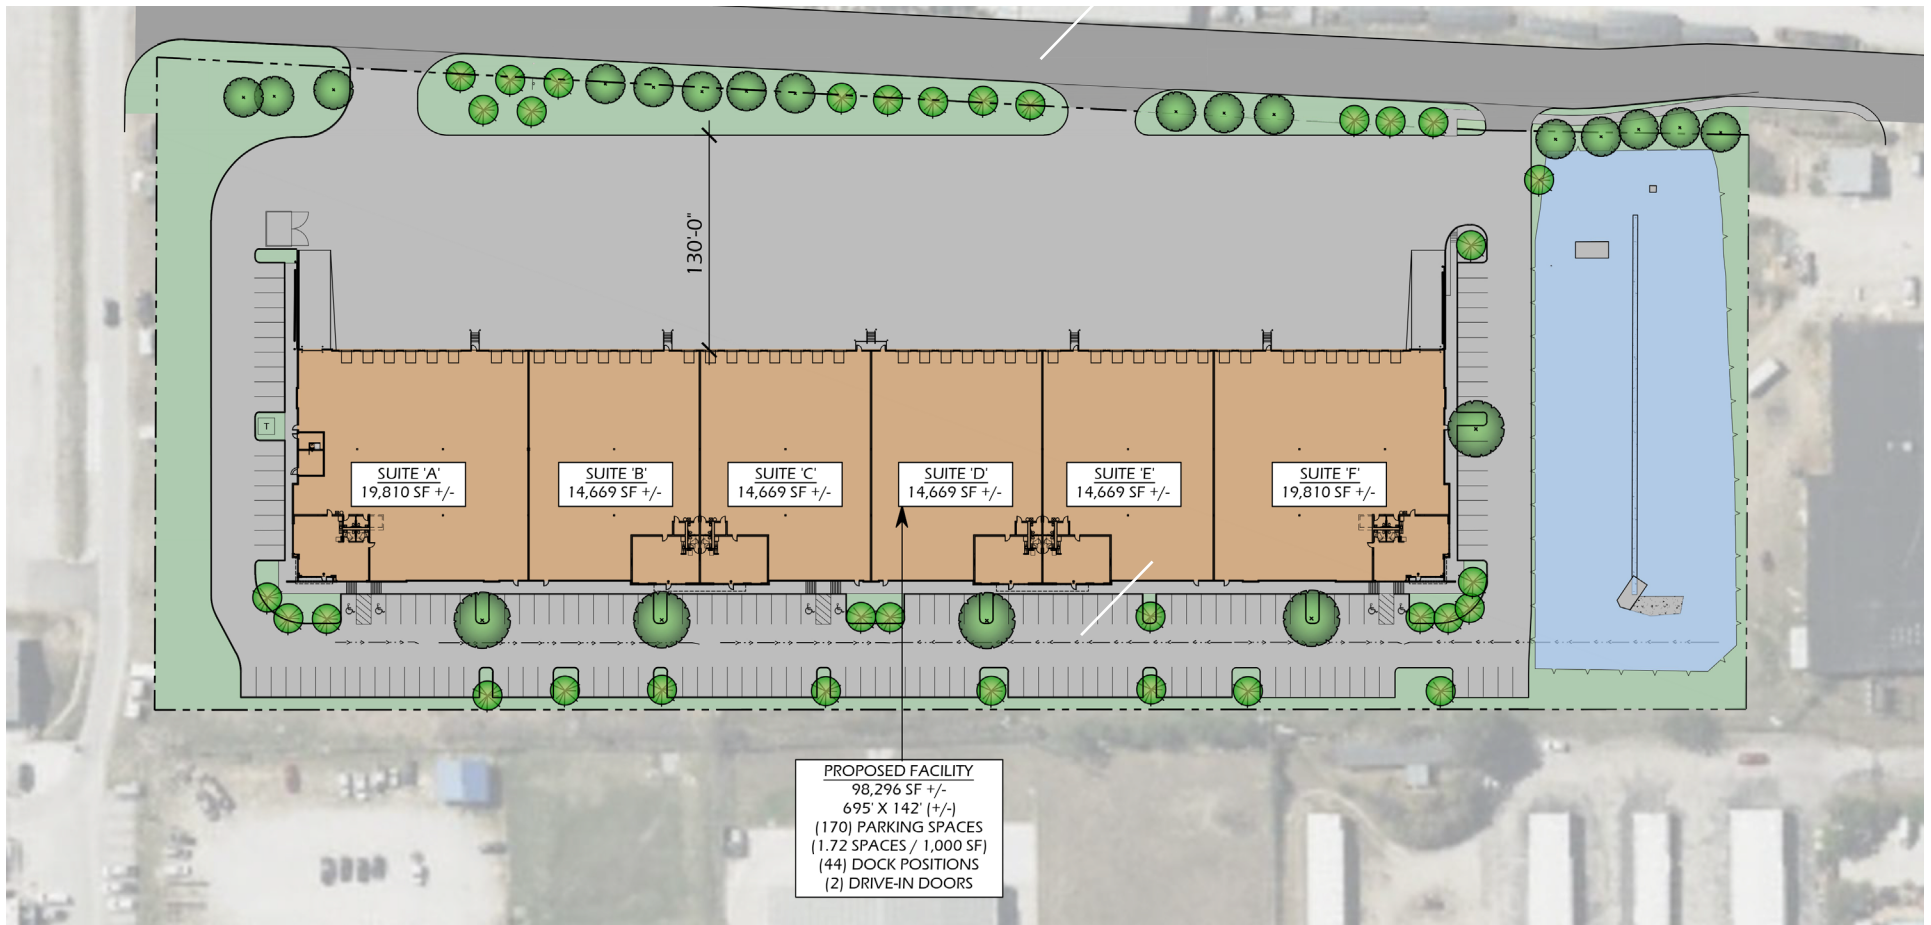 130'-0"
T
SUITE 'A'
19,810 SF +/-
SUITE 'B'
14,669 SF +/-
SUITE 'C'
14,669 SF +/-
SUITE 'D'
14,669 SF +/-
SUITE 'E'
14,669 SF +/-
SUITE 'F'
19,810 SF +/-
PROPOSED FACILITY
98,296 SF +/-
695' X 142' (+/-)
(170) PARKING SPACES
(1.72 SPACES / 1,000 SF)
(44) DOCK POSITIONS
(2) DRIVE-IN DOORS